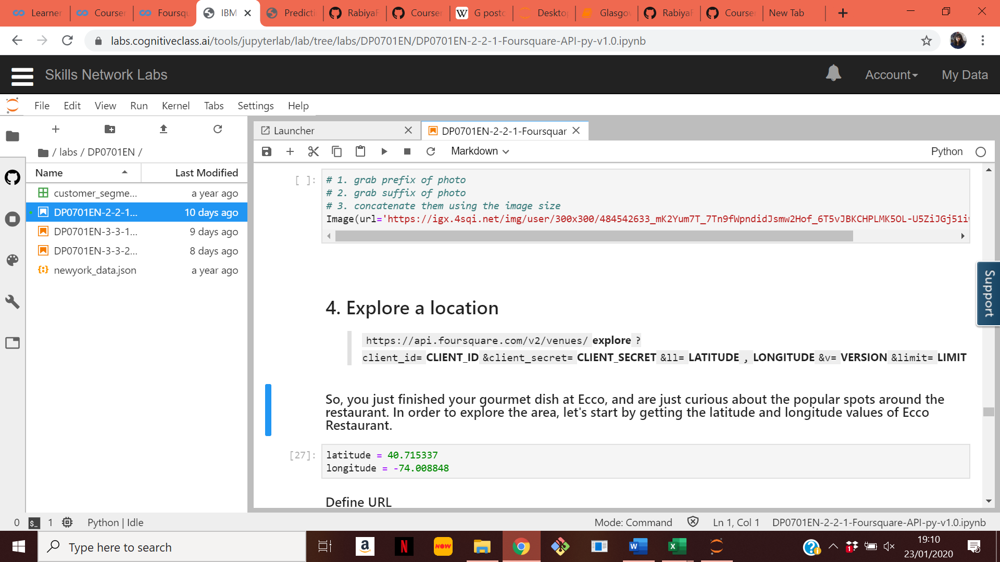 Learner
Courser
Foursqu
IBM
Predicti
RabiyaF
Courser
G postc
Deskto
Glasgov
RabiyaF
Courser
New Tab
labs.cognitiveclass.ai/tools/jupyterlab/lab/tree/labs/DP0701EN/DP0701EN-2-2-1-Foursquare-API-py-v1.0.ipynb
Skills Network Labs
Account
My Data
File Edit View Run Kernel Tabs Settings Help
Launcher
DP0701EN-2-2-1-Foursquar
/ labs / DP0701EN /
Markdown
Python
Name
Last Modified
customer_segme... a year ago
DP0701EN-2-2-1... 10 days ago
DP0701EN-3-3-1... 9 days ago
DP0701EN-3-3-2... 8 days ago
newyork_data.json a year ago
[ ]:
# 1. grab prefix of photo
# 2. grab suffix of photo
# 3. concatenate them using the image size
Image(url='https://igx.4sqi.net/img/user/300x300/484542633_mK2Yum7T_7Tn9fWpndidJsmw2Hof_6T5vJBKCHPLMK5OL-U5ZiJGj51i
4. Explore a location
https://api.foursquare.com/v2/venues/ explore ?
client_id= CLIENT_ID &client_secret= CLIENT_SECRET &ll= LATITUDE , LONGITUDE &v= VERSION &limit= LIMIT
So, you just finished your gourmet dish at Ecco, and are just curious about the popular spots around the
restaurant. In order to explore the area, let's start by getting the latitude and longitude values of Ecco
Restaurant.
[27]:
latitude = 40.715337
longitude = -74.008848
Define URL
Support
0
$_
1
Python | Idle
Mode: Command
Ln 1, Col 1
DP0701EN-2-2-1-Foursquare-API-py-v1.0.ipynb
Type here to search
a
N
NOW
W
X
1
19:10
23/01/2020